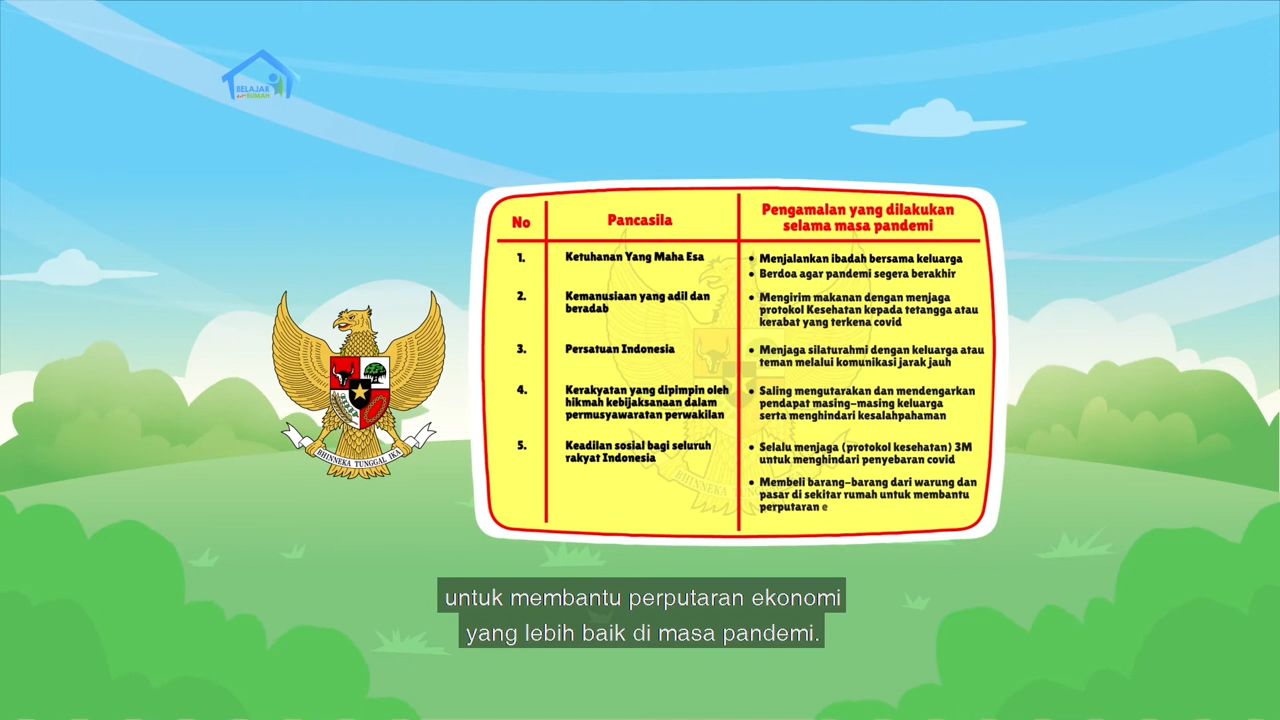 BELAJAR
dari RUMAH
No
Pancasila
Pengamalan yang dilakukan
selama masa pandemi
1.
Ketuhanan Yang Maha Esa
• Menjalankan ibadah bersama keluarga
• Berdoa agar pandemi segera berakhir
2.
Kemanusiaan yang adil dan
beradab
• Mengirim makanan dengan menjaga
protokol Kesehatan kepada tetangga atau
kerabat yang terkena covid
3.
Persatuan Indonesia
• Menjaga silaturahmi dengan keluarga atau
teman melalui komunikasi jarak jauh
4.
Kerakyatan yang dipimpin oleh
hikmah kebijaksanaan dalam
permusyawaratan perwakilan
• Saling mengutarakan dan mendengarkan
pendapat masing-masing keluarga
serta menghindari kesalahpahaman
5.
Keadilan sosial bagi seluruh
rakyat Indonesia
• Selalu menjaga (protokol kesehatan) 3M
untuk menghindari penyebaran covid
• Membeli barang-barang dari warung dan
pasar di sekitar rumah untuk membantu
perputaran e
BHINNEKA TUNGGAL IKA
BHINNEKA TUNGGAL IKA
untuk membantu perputaran ekonomi
yang lebih baik di masa pandemi.